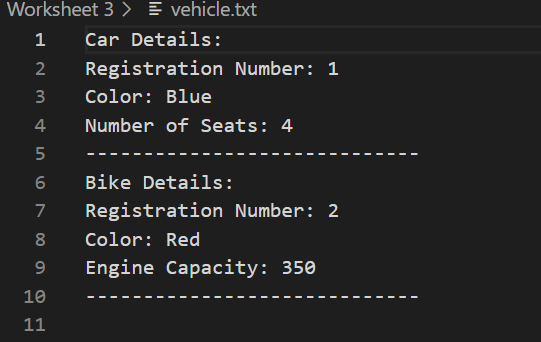 Worksheet 3 > vehicle.txt
1 Car Details:
2 Registration Number: 1
3 Color: Blue
4 Number of Seats: 4
5 -----------------------------
6 Bike Details:
7 Registration Number: 2
8 Color: Red
9 Engine Capacity: 350
10 -----------------------------
11